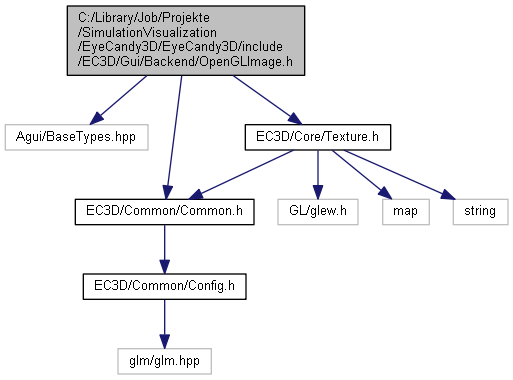 C:/Library/Job/Projekte
/SimulationVisualization
/EyeCandy3D/EyeCandy3D/include
/EC3D/Gui/Backend/OpenGLImage.h
Agui/BaseTypes.hpp
EC3D/Core/Texture.h
EC3D/Common/Common.h
GL/glew.h
map
string
EC3D/Common/Config.h
glm/glm.hpp